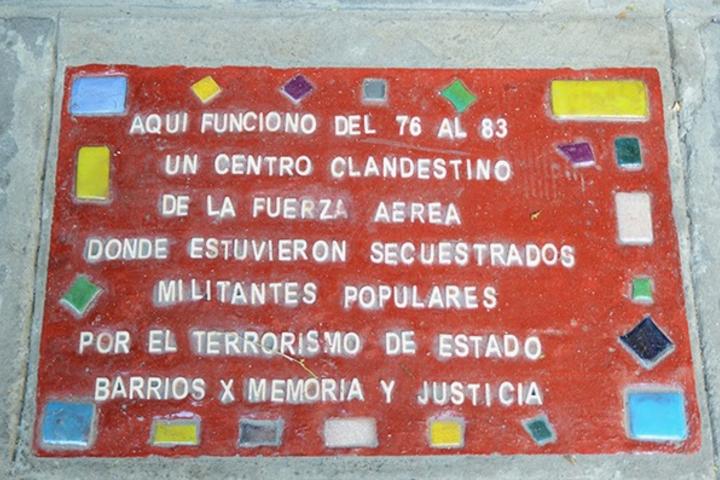 AQUI FUNCIONO DEL 76 AL 83
UN CENTRO CLANDESTINO
DE LA FUERZA AEREA
DONDE ESTUVIERON SECUESTRADOS
MILITANTES POPULARES
POR EL TERRORISMO DE ESTADO
BARRIOS X MEMORIA Y JUSTICIA